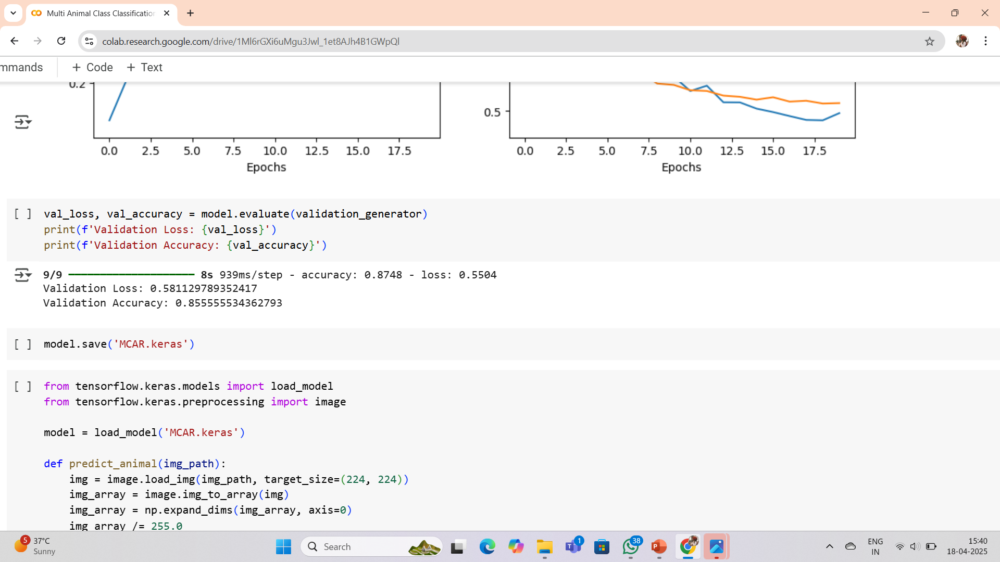 Multi Animal Class Classification
colab.research.google.com/drive/1Ml6rGXi6uMgu3Jwl_1et8AJh4B1GWpQl
mmands + Code + Text
0.2
0.5
0.0 2.5 5.0 7.5 10.0 12.5 15.0 17.5
Epochs
0.0 2.5 5.0 7.5 10.0 12.5 15.0 17.5
Epochs
[ ] val_loss, val_accuracy = model.evaluate(validation_generator)
print(f'Validation Loss: {val_loss}')
print(f'Validation Accuracy: {val_accuracy}')
9/9 ━━━━━━━━━━━━━━━━━━━━ 8s 939ms/step - accuracy: 0.8748 - loss: 0.5504
Validation Loss: 0.581129789352417
Validation Accuracy: 0.855555534362793
[ ] model.save('MCAR.keras')
[ ] from tensorflow.keras.models import load_model
from tensorflow.keras.preprocessing import image
model = load_model('MCAR.keras')
def predict_animal(img_path):
img = image.load_img(img_path, target_size=(224, 224))
img_array = image.img_to_array(img)
img_array = np.expand_dims(img_array, axis=0)
img_array /= 255.0
5
37°C
Sunny
Search
1
38
ENG
IN
15:40
18-04-2025